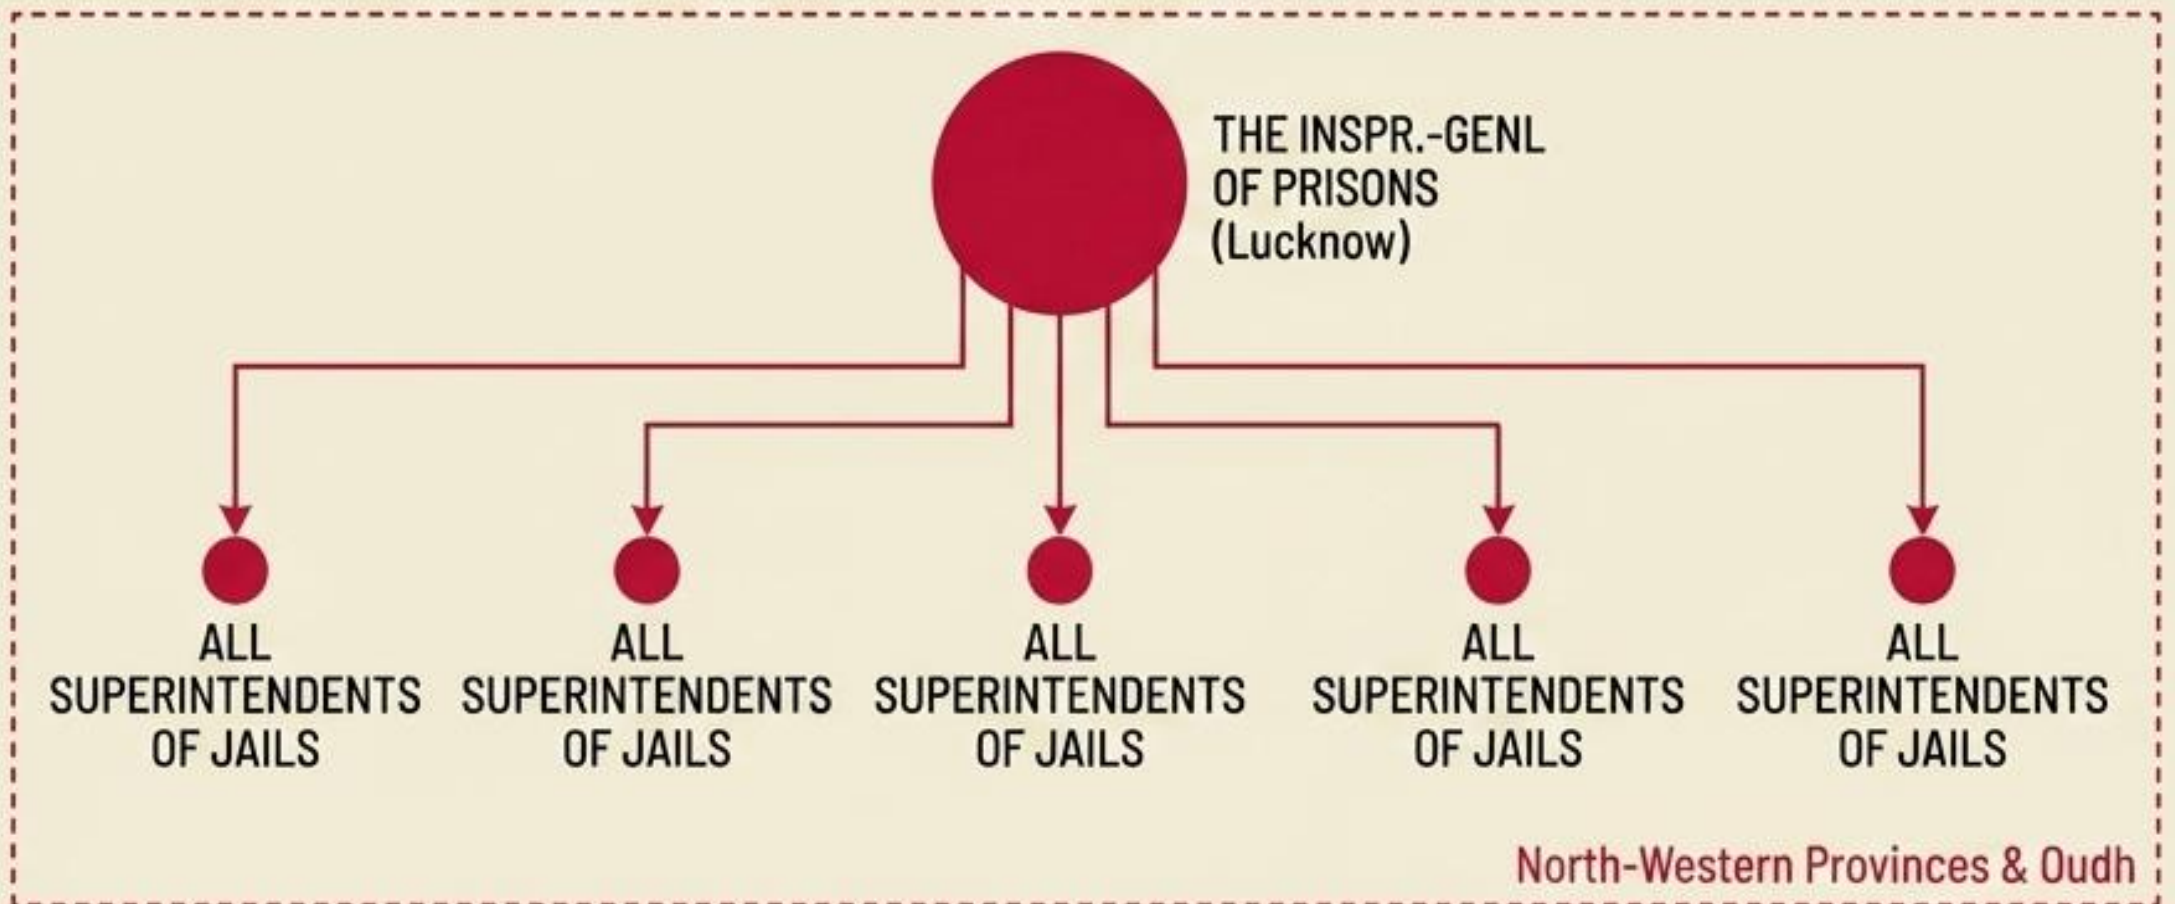 THE INSPR.-GENL
OF PRISONS
(Lucknow)
ALL
SUPERINTENDENTS
OF JAILS
ALL
SUPERINTENDENTS
OF JAILS
ALL
SUPERINTENDENTS
OF JAILS
ALL
SUPERINTENDENTS
OF JAILS
ALL
SUPERINTENDENTS
OF JAILS
North-Western Provinces & Oudh